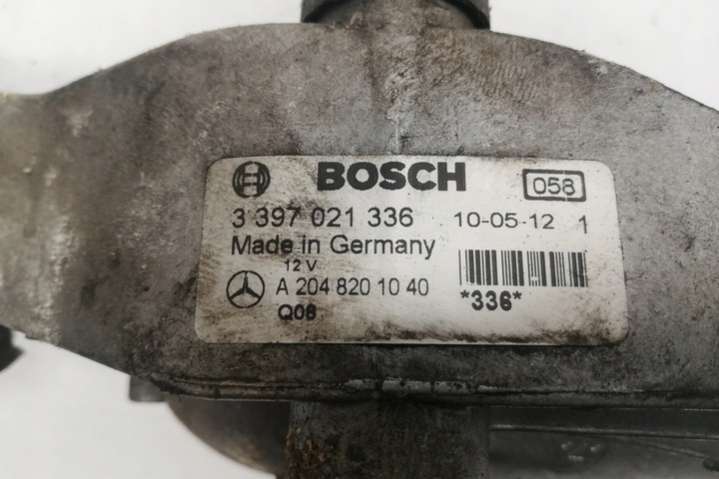 BOSCH 058
3 397 021 336 10-05-12 1
Made in Germany
12 V
A 204 820 10 40 *336*
Q08